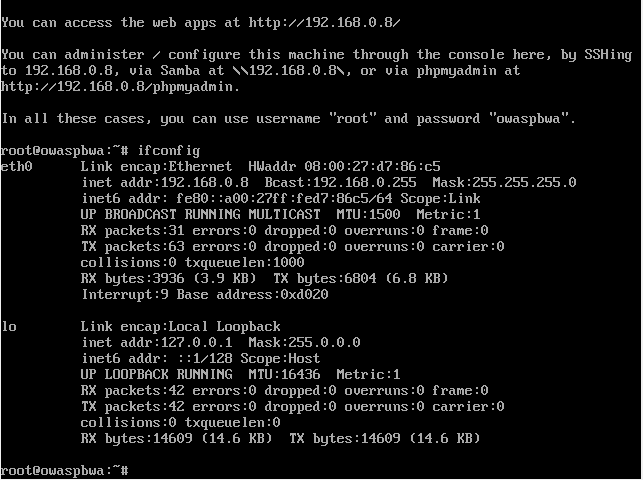 You can access the web apps at http://192.168.0.8/
You can administer / configure this machine through the console here, by SSHing
to 192.168.0.8, via Samba at \\192.168.0.8\, or via phpmyadmin at
http://192.168.0.8/phpmyadmin.
In all these cases, you can use username "root" and password "owaspbwa".
root@owaspbwa:~# ifconfig
eth0      Link encap:Ethernet  HWaddr 08:00:27:d7:86:c5
          inet addr:192.168.0.8  Bcast:192.168.0.255  Mask:255.255.255.0
          inet6 addr: fe80::a00:27ff:fed7:86c5/64 Scope:Link
          UP BROADCAST RUNNING MULTICAST  MTU:1500  Metric:1
          RX packets:31 errors:0 dropped:0 overruns:0 frame:0
          TX packets:63 errors:0 dropped:0 overruns:0 carrier:0
          collisions:0 txqueuelen:1000
          RX bytes:3936 (3.9 KB)  TX bytes:6804 (6.8 KB)
          Interrupt:9 Base address:0xd020
lo        Link encap:Local Loopback
          inet addr:127.0.0.1  Mask:255.0.0.0
          inet6 addr: ::1/128 Scope:Host
          UP LOOPBACK RUNNING  MTU:16436  Metric:1
          RX packets:42 errors:0 dropped:0 overruns:0 frame:0
          TX packets:42 errors:0 dropped:0 overruns:0 carrier:0
          collisions:0 txqueuelen:0
          RX bytes:14609 (14.6 KB)  TX bytes:14609 (14.6 KB)
root@owaspbwa:~#